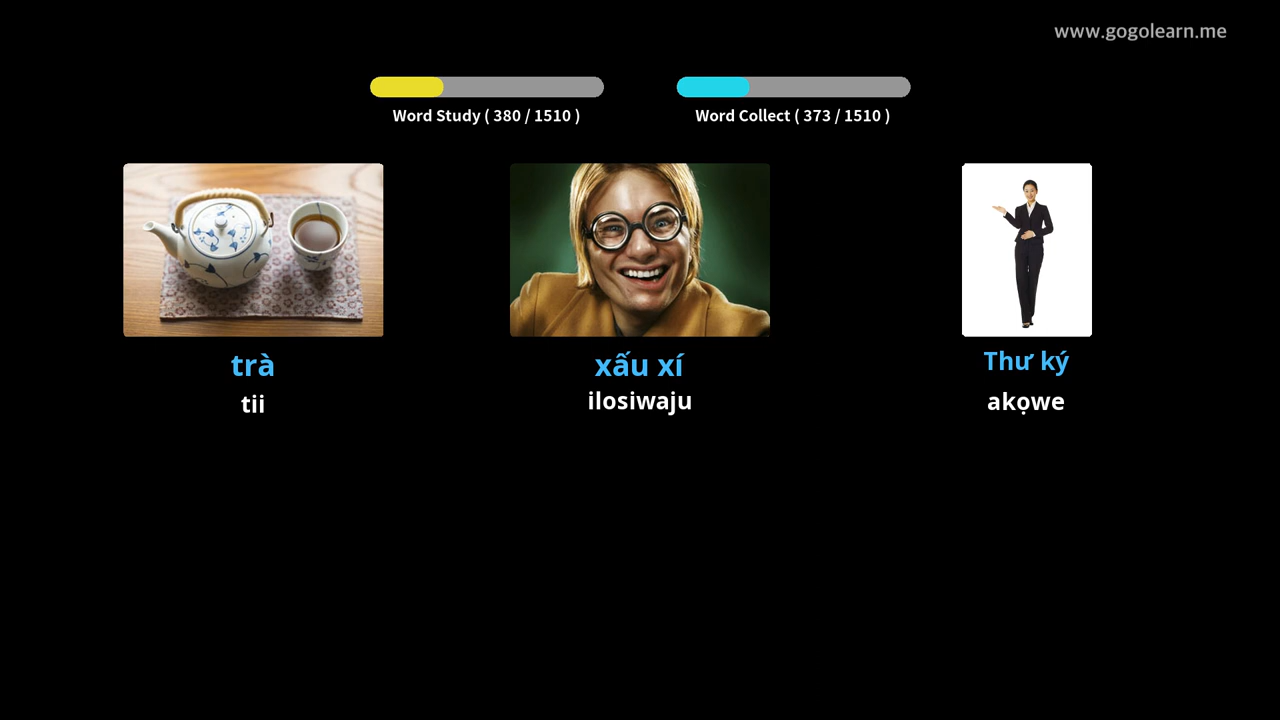 www.gogolearn.me
Word Study ( 380 / 1510 )
Word Collect ( 373 / 1510 )
trà
tii
xấu xí
ilosiwaju
Thư ký
akọwe